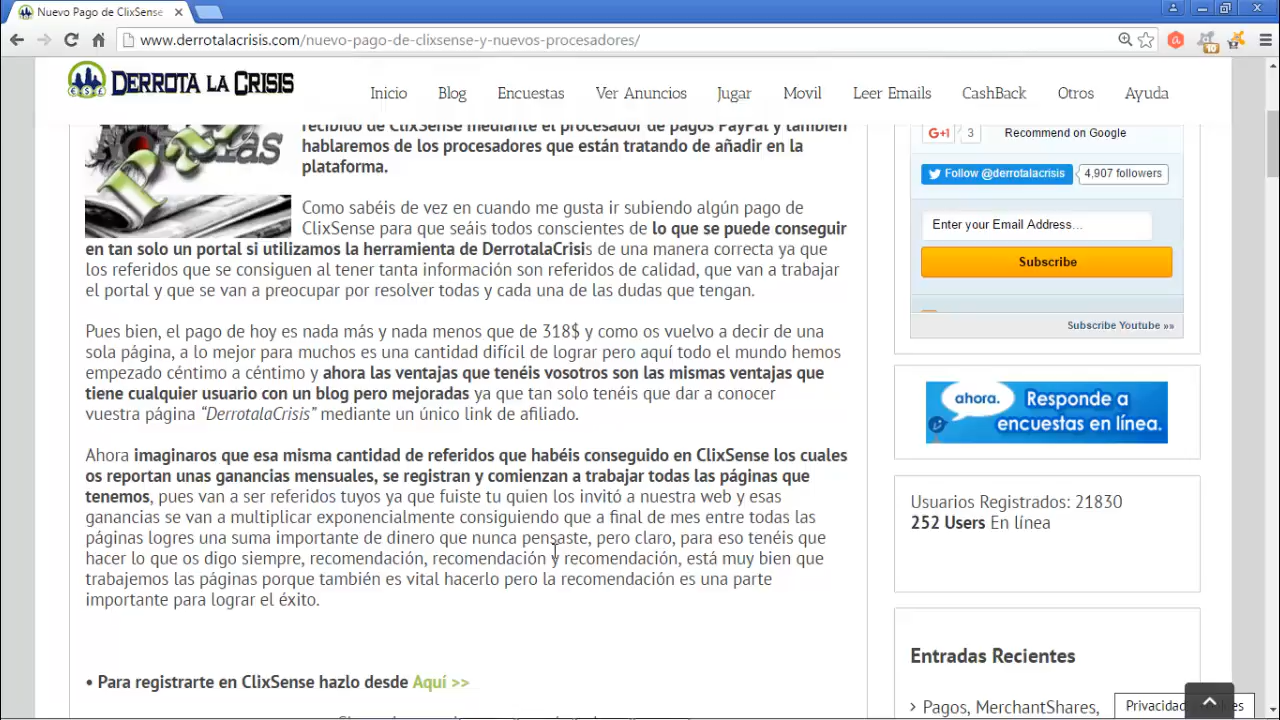 Nuevo Pago de ClixSense
www.derrotalacrisis.com/nuevo-pago-de-clixsense-y-nuevos-procesadores/
10
DERROTA LA CRISIS
Inicio Blog Encuestas Ver Anuncios Jugar Movil Leer Emails CashBack Otros Ayuda
recibido de ClixSense mediante el procesador de pagos PayPal y también
hablaremos de los procesadores que están tratando de añadir en la
plataforma.
Como sabéis de vez en cuando me gusta ir subiendo algún pago de
ClixSense para que seáis todos conscientes de lo que se puede conseguir
en tan solo un portal si utilizamos la herramienta de DerrotalaCrisis de una manera correcta ya que
los referidos que se consiguen al tener tanta información son referidos de calidad, que van a trabajar
el portal y que se van a preocupar por resolver todas y cada una de las dudas que tengan.
Pues bien, el pago de hoy es nada más y nada menos que de 318$ y como os vuelvo a decir de una
sola página, a lo mejor para muchos es una cantidad difícil de lograr pero aquí todo el mundo hemos
empezado céntimo a céntimo y ahora las ventajas que tenéis vosotros son las mismas ventajas que
tiene cualquier usuario con un blog pero mejoradas ya que tan solo tenéis que dar a conocer
vuestra página “DerrotalaCrisis” mediante un único link de afiliado.
Ahora imaginaros que esa misma cantidad de referidos que habéis conseguido en ClixSense los cuales
os reportan unas ganancias mensuales, se registran y comienzan a trabajar todas las páginas que
tenemos, pues van a ser referidos tuyos ya que fuiste tu quien los invitó a nuestra web y esas
ganancias se van a multiplicar exponencialmente consiguiendo que a final de mes entre todas las
páginas logres una suma importante de dinero que nunca pensaste, pero claro, para eso tenéis que
hacer lo que os digo siempre, recomendación, recomendación y recomendación, está muy bien que
trabajemos las páginas porque también es vital hacerlo pero la recomendación es una parte
importante para lograr el éxito.
• Para registrarte en ClixSense hazlo desde Aquí >>
G+1 3 Recommend on Google
Follow @derrotalacrisis 4,907 followers
Enter your Email Address...
Subscribe
Subscribe Youtube »»
ahora. Responde a
encuestas en línea.
Usuarios Registrados: 21830
252 Users En línea
Entradas Recientes
Pagos, MerchantShares,